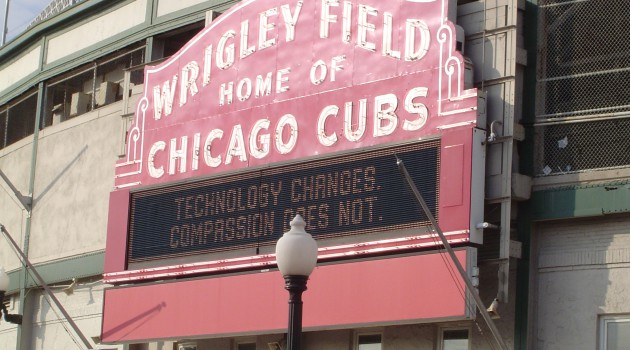 WRIGLEY FIELD
HOME OF
CHICAGO CUBS
TECHNOLOGY CHANGES.
COMPASSION DOES NOT.